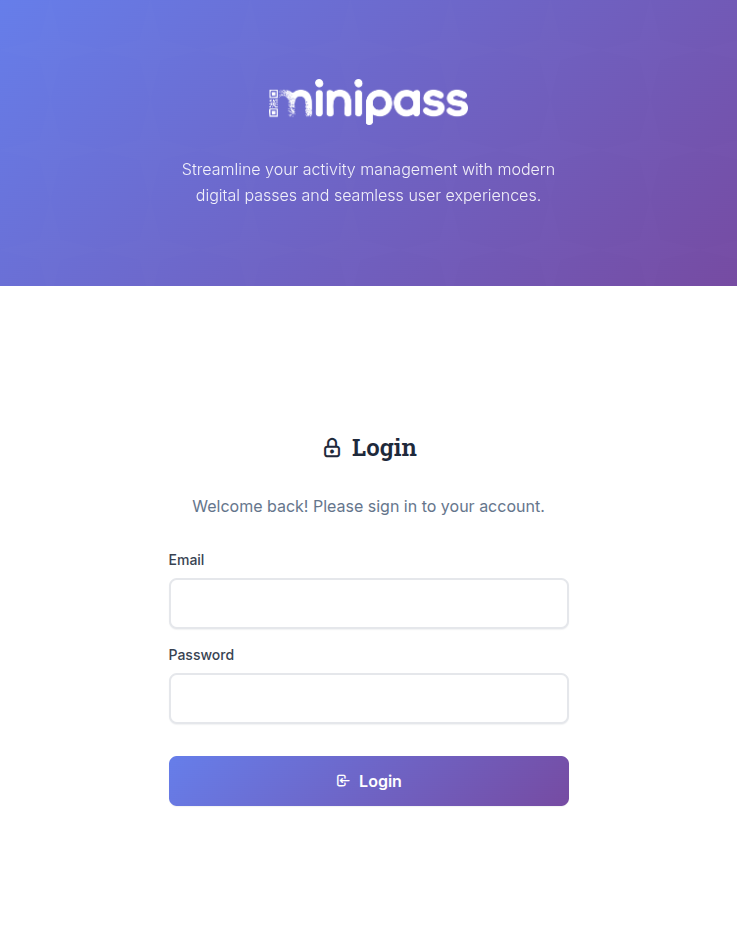 minipass
Streamline your activity management with modern
digital passes and seamless user experiences.
Login
Welcome back! Please sign in to your account.
Email
Password
Login